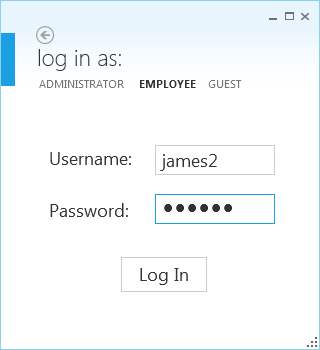 log in as:
ADMINISTRATOR EMPLOYEE GUEST
Username: james2
Password: ●●●●●●
Log In